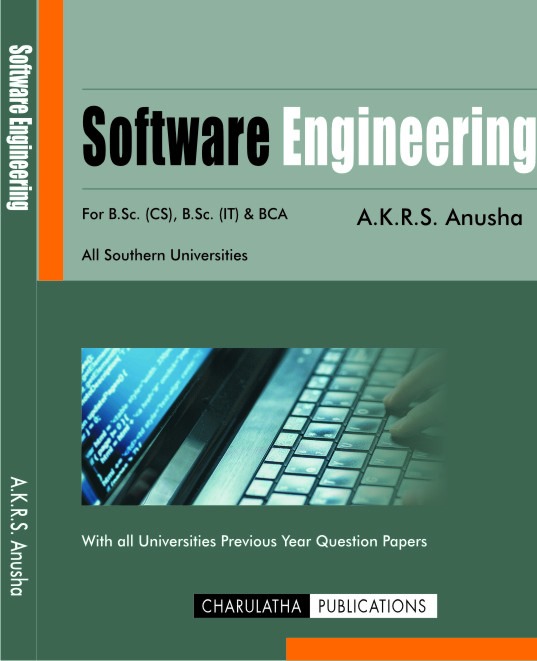 Software Engineering
A.K.R.S. Anusha
Software Engineering
For B.Sc. (CS), B.Sc. (IT) & BCA
A.K.R.S. Anusha
All Southern Universities
With all Universities Previous Year Question Papers
CHARULATHA PUBLICATIONS